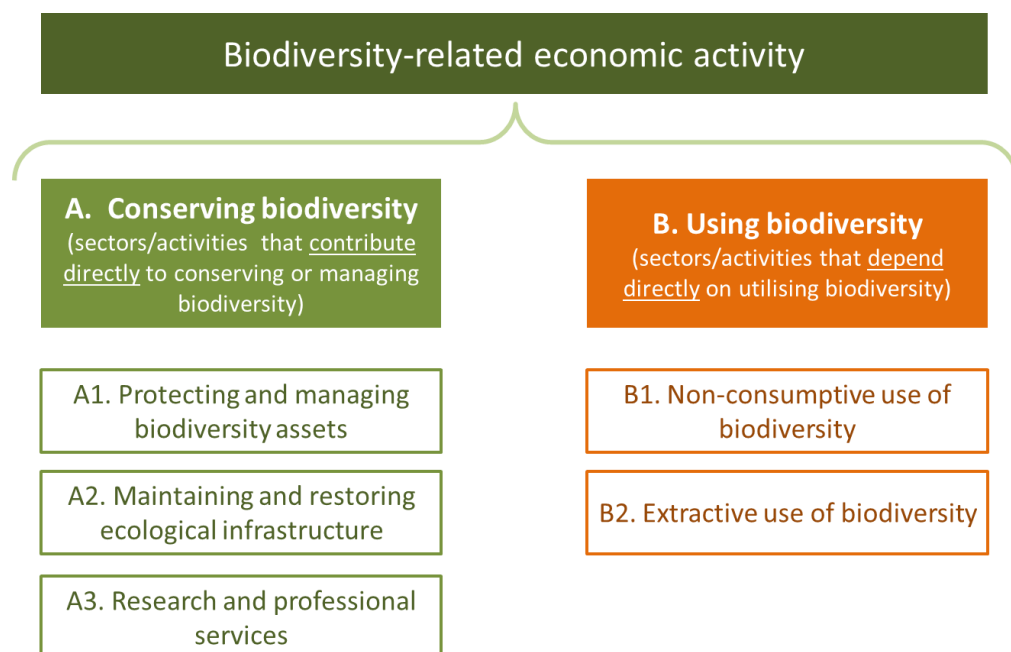 Biodiversity-related economic activity
A. Conserving biodiversity
(sectors/activities that contribute
directly to conserving or managing
biodiversity)
A1. Protecting and managing
biodiversity assets
A2. Maintaining and restoring
ecological infrastructure
A3. Research and professional
services
B. Using biodiversity
(sectors/activities that depend
directly on utilising biodiversity)
B1. Non-consumptive use of
biodiversity
B2. Extractive use of biodiversity